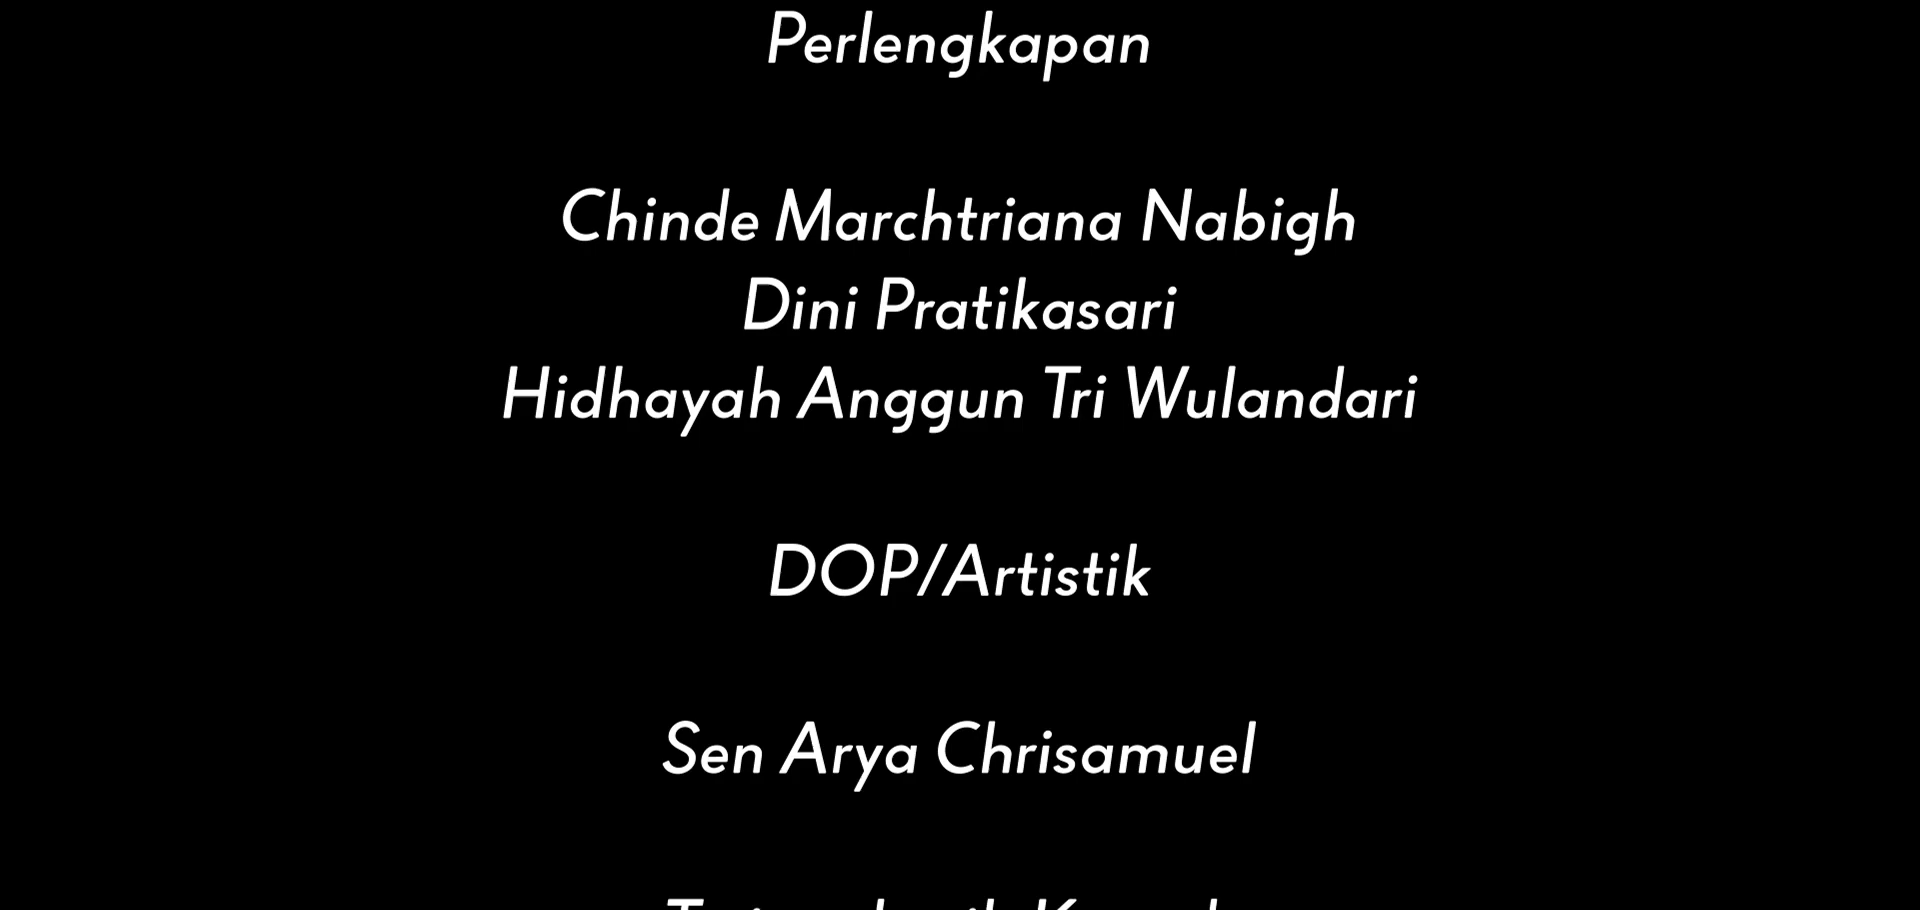 Perlengkapan
Chinde Marchtriana Nabigh
Dini Pratikasari
Hidhayah Anggun Tri Wulandari
DOP/Artistik
Sen Arya Chrisamuel